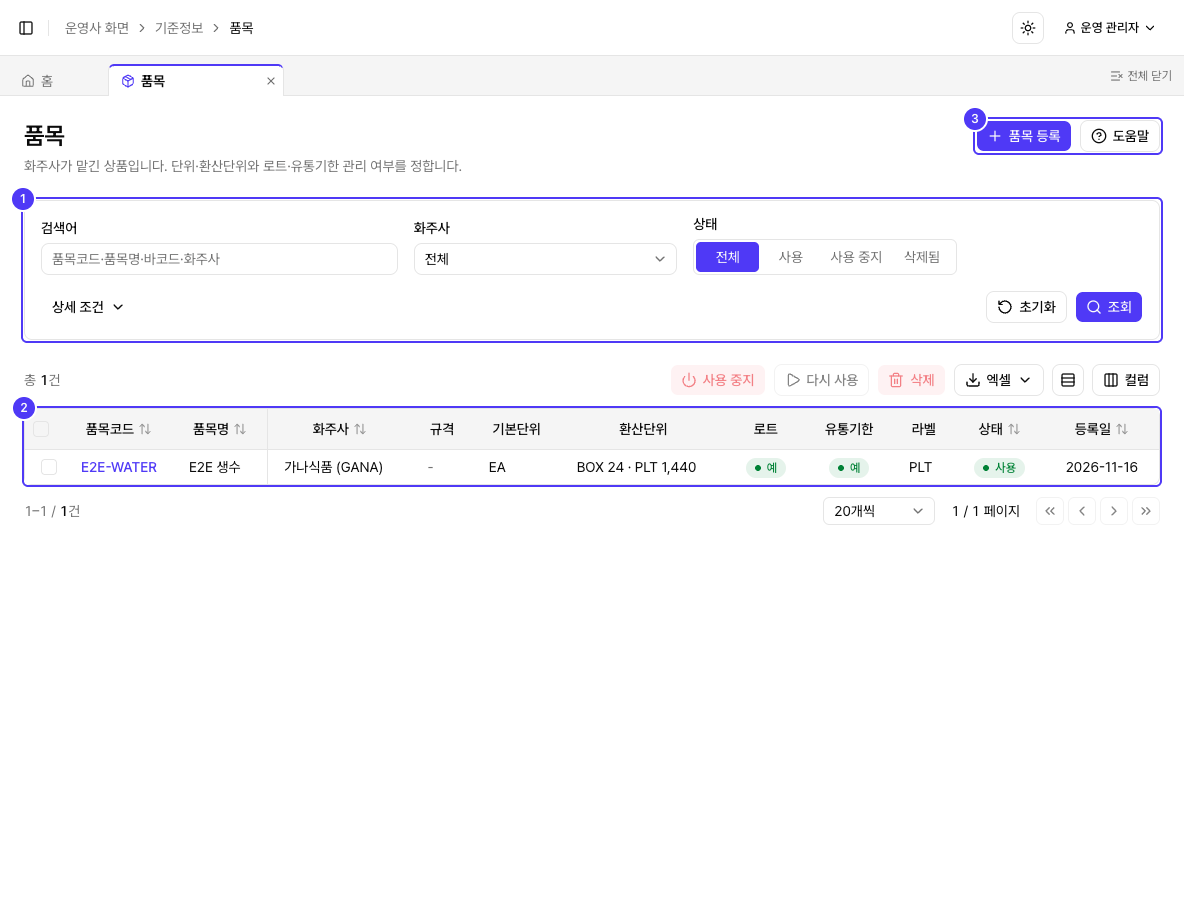 운영사 화면 > 기준정보 > 품목
운영 관리자
홈
품목
전체 닫기
품목
화주사가 맡긴 상품입니다. 단위·환산단위와 로트·유통기한 관리 여부를 정합니다.
3
품목 등록
도움말
1
검색어
화주사
상태
품목코드·품목명·바코드·화주사
전체
전체
사용
사용 중지
삭제됨
상세 조건
초기화
조회
총 1건
사용 중지
다시 사용
삭제
엑셀
컬럼
2
품목코드 품목명 화주사 규격 기본단위 환산단위 로트 유통기한 라벨 상태 등록일
E2E-WATER E2E 생수 가나식품 (GANA) - EA BOX 24 · PLT 1,440 예 예 PLT 사용 2026-11-16
1–1 / 1건
20개씩
1 / 1 페이지